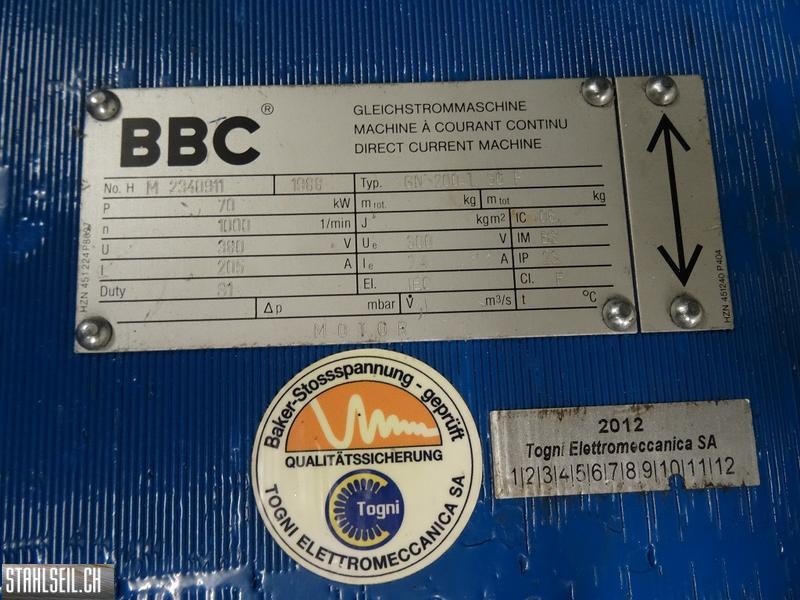 BBC ®
GLEICHSTROMMASCHINE
MACHINE À COURANT CONTINU
DIRECT CURRENT MACHINE
No. H M 2340911 1988 Typ.
P 70 kW m rot. kg m tot kg
n 1000 1/min J kgm2 IC 06
U 380 V Ue 300 V IM
I 205 A Ie A IP
Duty S1 El. IEC Cl. F
Δp mbar V̇ m3/s t °C
MOTOR
HZN 451240 P404
Baker-Stossspannung - geprüft
QUALITÄTSSICHERUNG
Togni
TOGNI ELETTROMECCANICA SA
2012
Togni Elettromeccanica SA
1|2|3|4|5|6|7|8|9|10|11|12
STAHLSEIL.CH